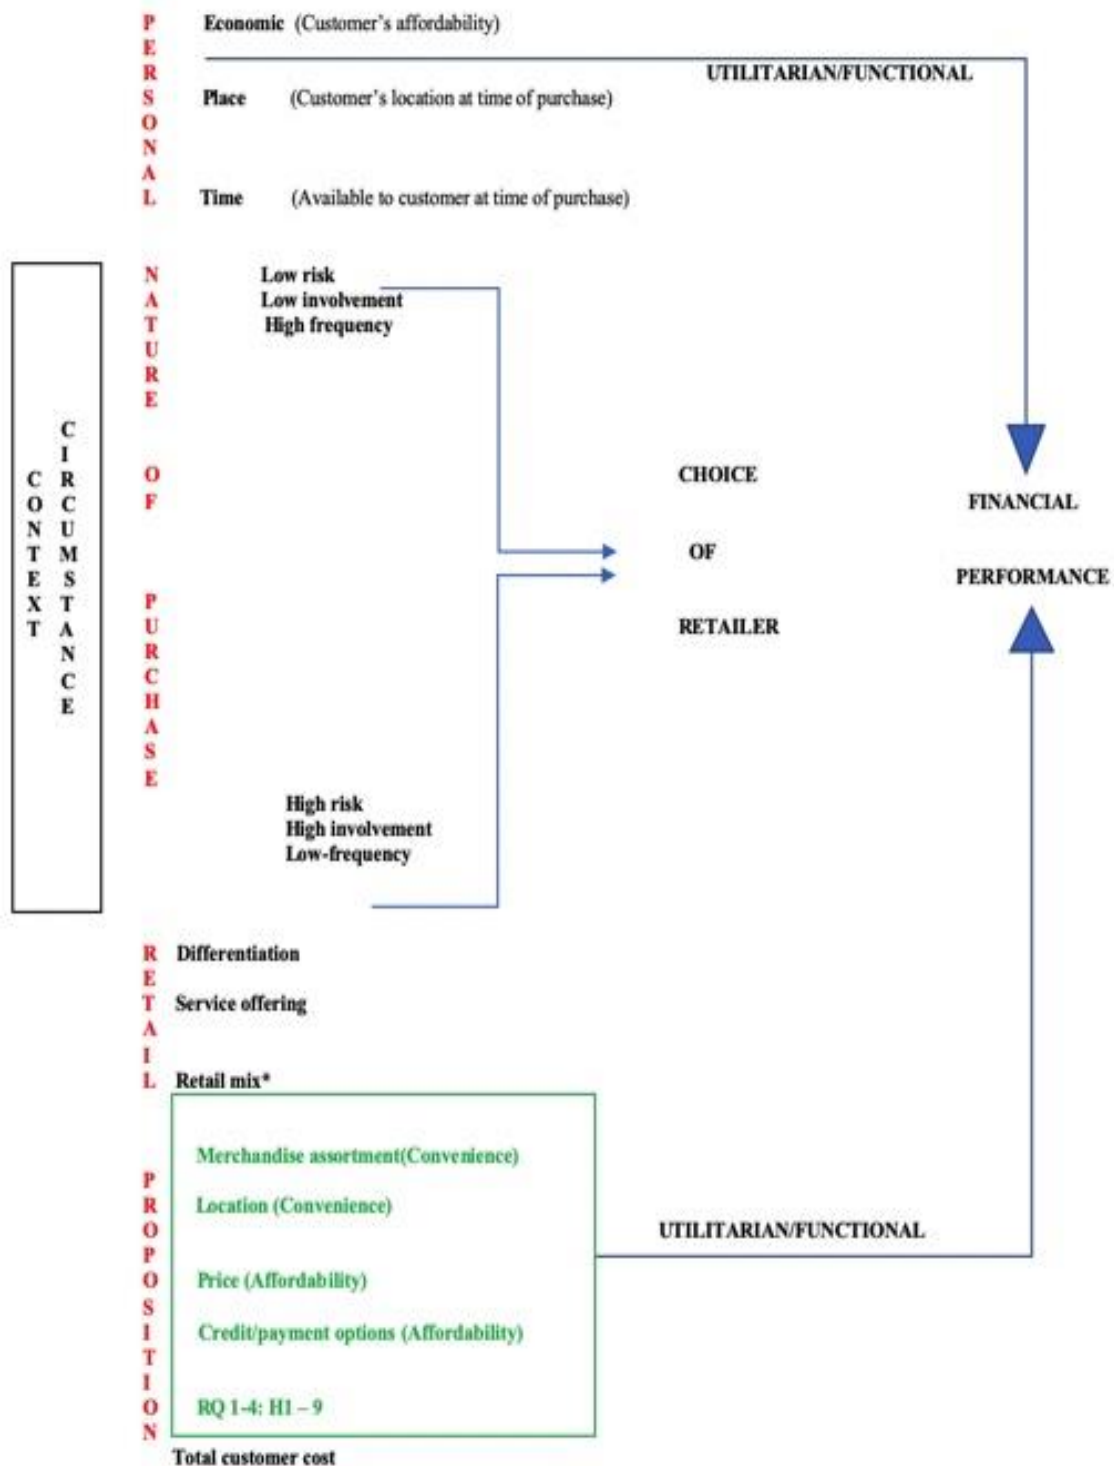 PERSONAL
Economic (Customer's affordability)
UTILITARIAN/FUNCTIONAL
Place (Customer's location at time of purchase)
Time (Available to customer at time of purchase)
CONTEXT
CIRCUMSTANCE
NATURE OF PURCHASE
Low risk
Low involvement
High frequency
CHOICE
OF
RETAILER
FINANCIAL
PERFORMANCE
High risk
High involvement
Low-frequency
RETAIL PROPOSITION
Differentiation
Service offering
Retail mix*
Merchandise assortment(Convenience)
Location (Convenience)
UTILITARIAN/FUNCTIONAL
Price (Affordability)
Credit/payment options (Affordability)
RQ 1-4: H1 – 9
Total customer cost